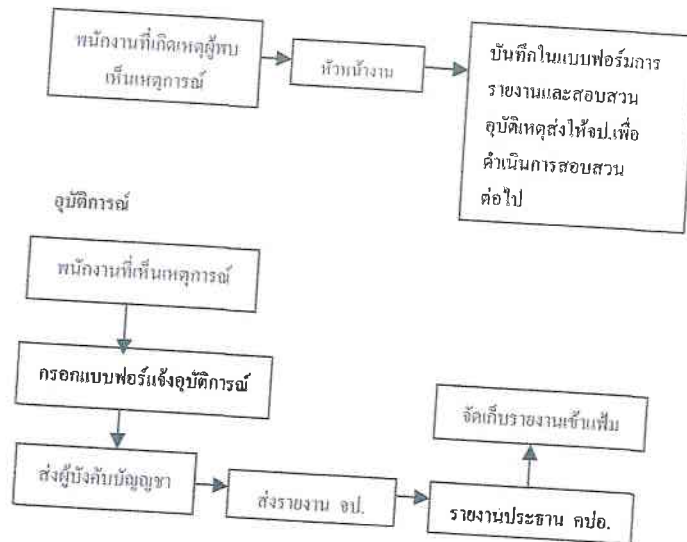 พนักงานที่เกิดเหตุผู้พบ
เห็นเหตุการณ์
หัวหน้างาน
บันทึกในแบบฟอร์มการ
รายงานและสอบสวน
อุบัติเหตุส่งให้จป.เพื่อ
ดำเนินการสอบสวน
ต่อไป
อุบัติการณ์
พนักงานที่เห็นเหตุการณ์
กรอกแบบฟอร์แจ้งอุบัติการณ์
ส่งผู้บังคับบัญญชา
ส่งรายงาน จป.
รายงานประธาน คปอ.
จัดเก็บรายงานเข้าแฟ้ม